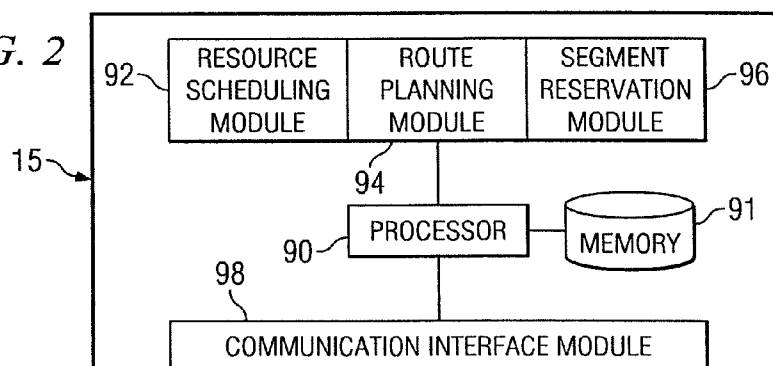 G. 2
92
RESOURCE
SCHEDULING
MODULE
ROUTE
PLANNING
MODULE
SEGMENT
RESERVATION
MODULE
96
15
94
90
PROCESSOR
MEMORY
91
98
COMMUNICATION INTERFACE MODULE